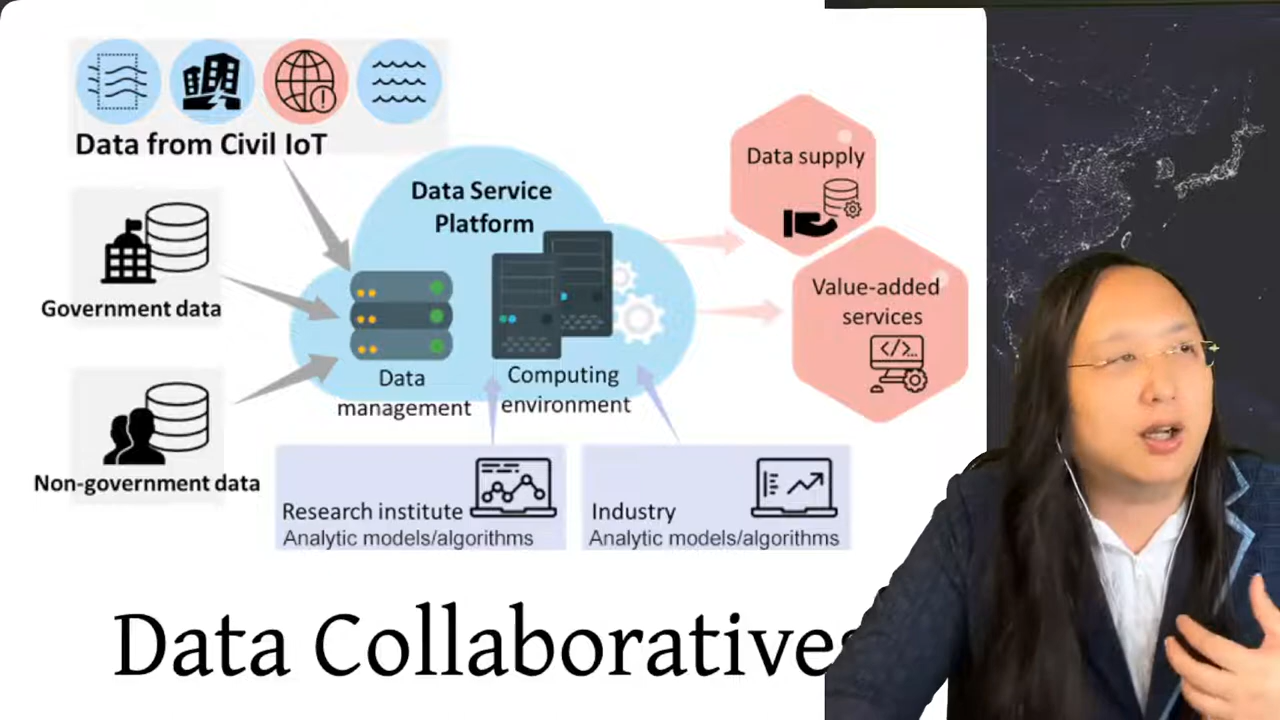 Data from Civil IoT
Data Service
Platform
Data supply
Government data
Value-added
services
</>...
Data
management
Computing
environment
Non-government data
Research institute
Analytic models/algorithms
Industry
Analytic models/algorithms
Data Collaboratives